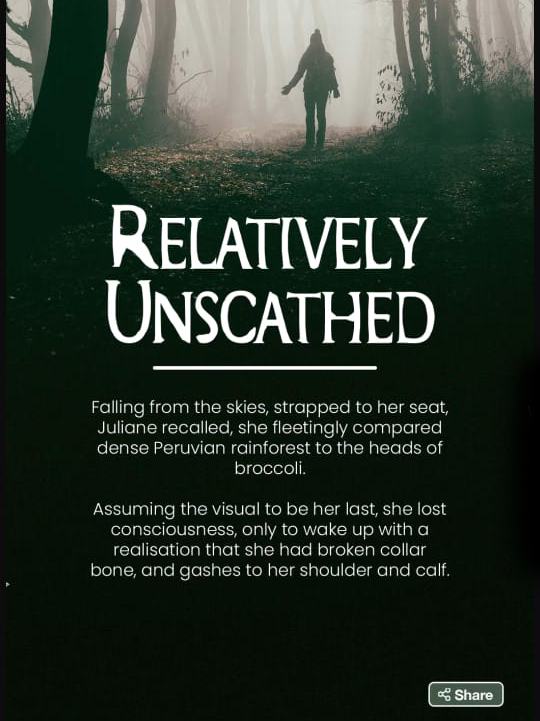 RELATIVELY
UNSCATHED
Falling from the skies, strapped to her seat,
Juliane recalled, she fleetingly compared
dense Peruvian rainforest to the heads of
broccoli.
Assuming the visual to be her last, she lost
consciousness, only to wake up with a
realisation that she had broken collar
bone, and gashes to her shoulder and calf.
Share